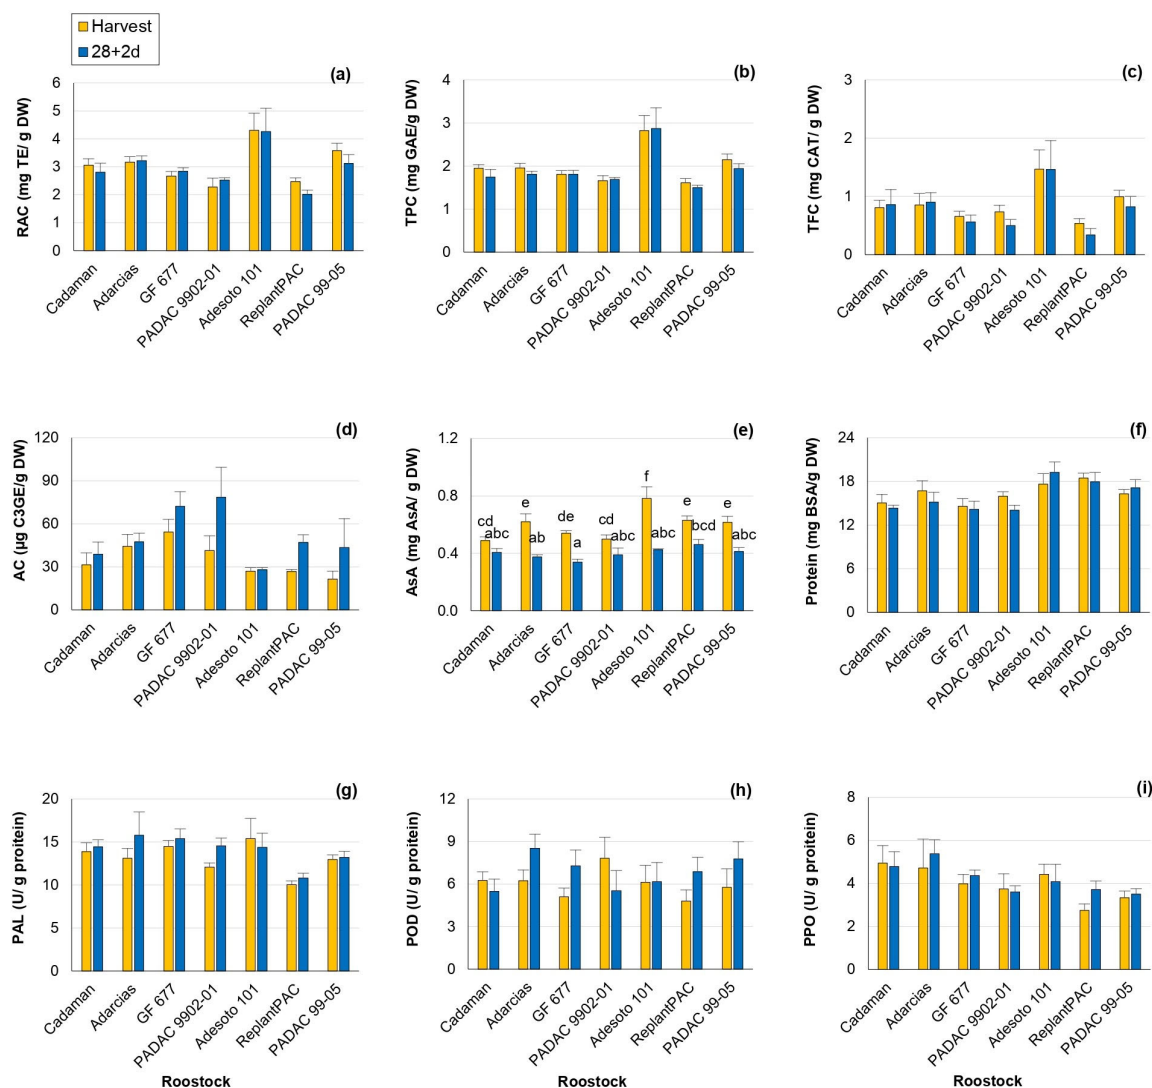 Harvest
28+2d
(a)
RAC (mg TE/ g DW)
6
5
4
3
2
1
0
Cadaman
Adarcias
GF 677
PADAC 9902-01
Adesoto 101
ReplantPAC
PADAC 99-05
(b)
TPC (mg GAE/g DW)
4
3
2
1
0
Cadaman
Adarcias
GF 677
PADAC 9902-01
Adesoto 101
ReplantPAC
PADAC 99-05
(c)
TFC (mg CAT/ g DW)
3
2
1
0
Cadaman
Adarcias
GF 677
PADAC 9902-01
Adesoto 101
ReplantPAC
PADAC 99-05
(d)
AC (µg C3GE/g DW)
120
90
60
30
0
Cadaman
Adarcias
GF 677
PADAC 9902-01
Adesoto 101
ReplantPAC
PADAC 99-05
(e)
AsA (mg AsA/ g DW)
1.2
0.8
0.4
0.0
cd
abc
e
ab
de
a
cd
abc
f
abc
e
bcd
e
abc
Cadaman
Adarcias
GF 677
PADAC 9902-01
Adesoto 101
ReplantPAC
PADAC 99-05
(f)
Protein (mg BSA/g DW)
24
18
12
6
0
Cadaman
Adarcias
GF 677
PADAC 9902-01
Adesoto 101
ReplantPAC
PADAC 99-05
(g)
PAL (U/ g proitein)
20
15
10
5
0
Cadaman
Adarcias
GF 677
PADAC 9902-01
Adesoto 101
ReplantPAC
PADAC 99-05
Roostock
(h)
POD (U/ g proitein)
12
9
6
3
0
Cadaman
Adarcias
GF 677
PADAC 9902-01
Adesoto 101
ReplantPAC
PADAC 99-05
Roostock
(i)
PPO (U/ g proitein)
8
6
4
2
0
Cadaman
Adarcias
GF 677
PADAC 9902-01
Adesoto 101
ReplantPAC
PADAC 99-05
Roostock